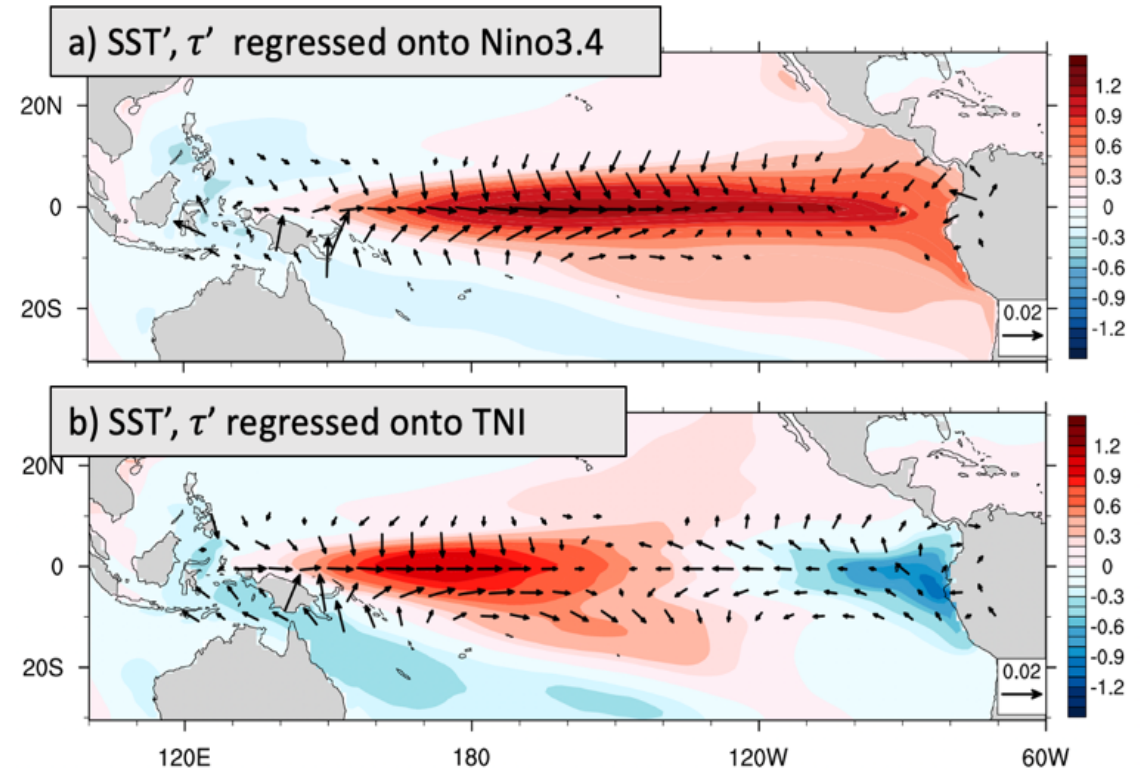 a) SST’, τ’ regressed onto Nino3.4
20N
0
20S
1.2
0.9
0.6
0.3
0
-0.3
-0.6
-0.9
-1.2
0.02
b) SST’, τ’ regressed onto TNI
20N
0
20S
1.2
0.9
0.6
0.3
0
-0.3
-0.6
-0.9
-1.2
0.02
120E
180
120W
60W